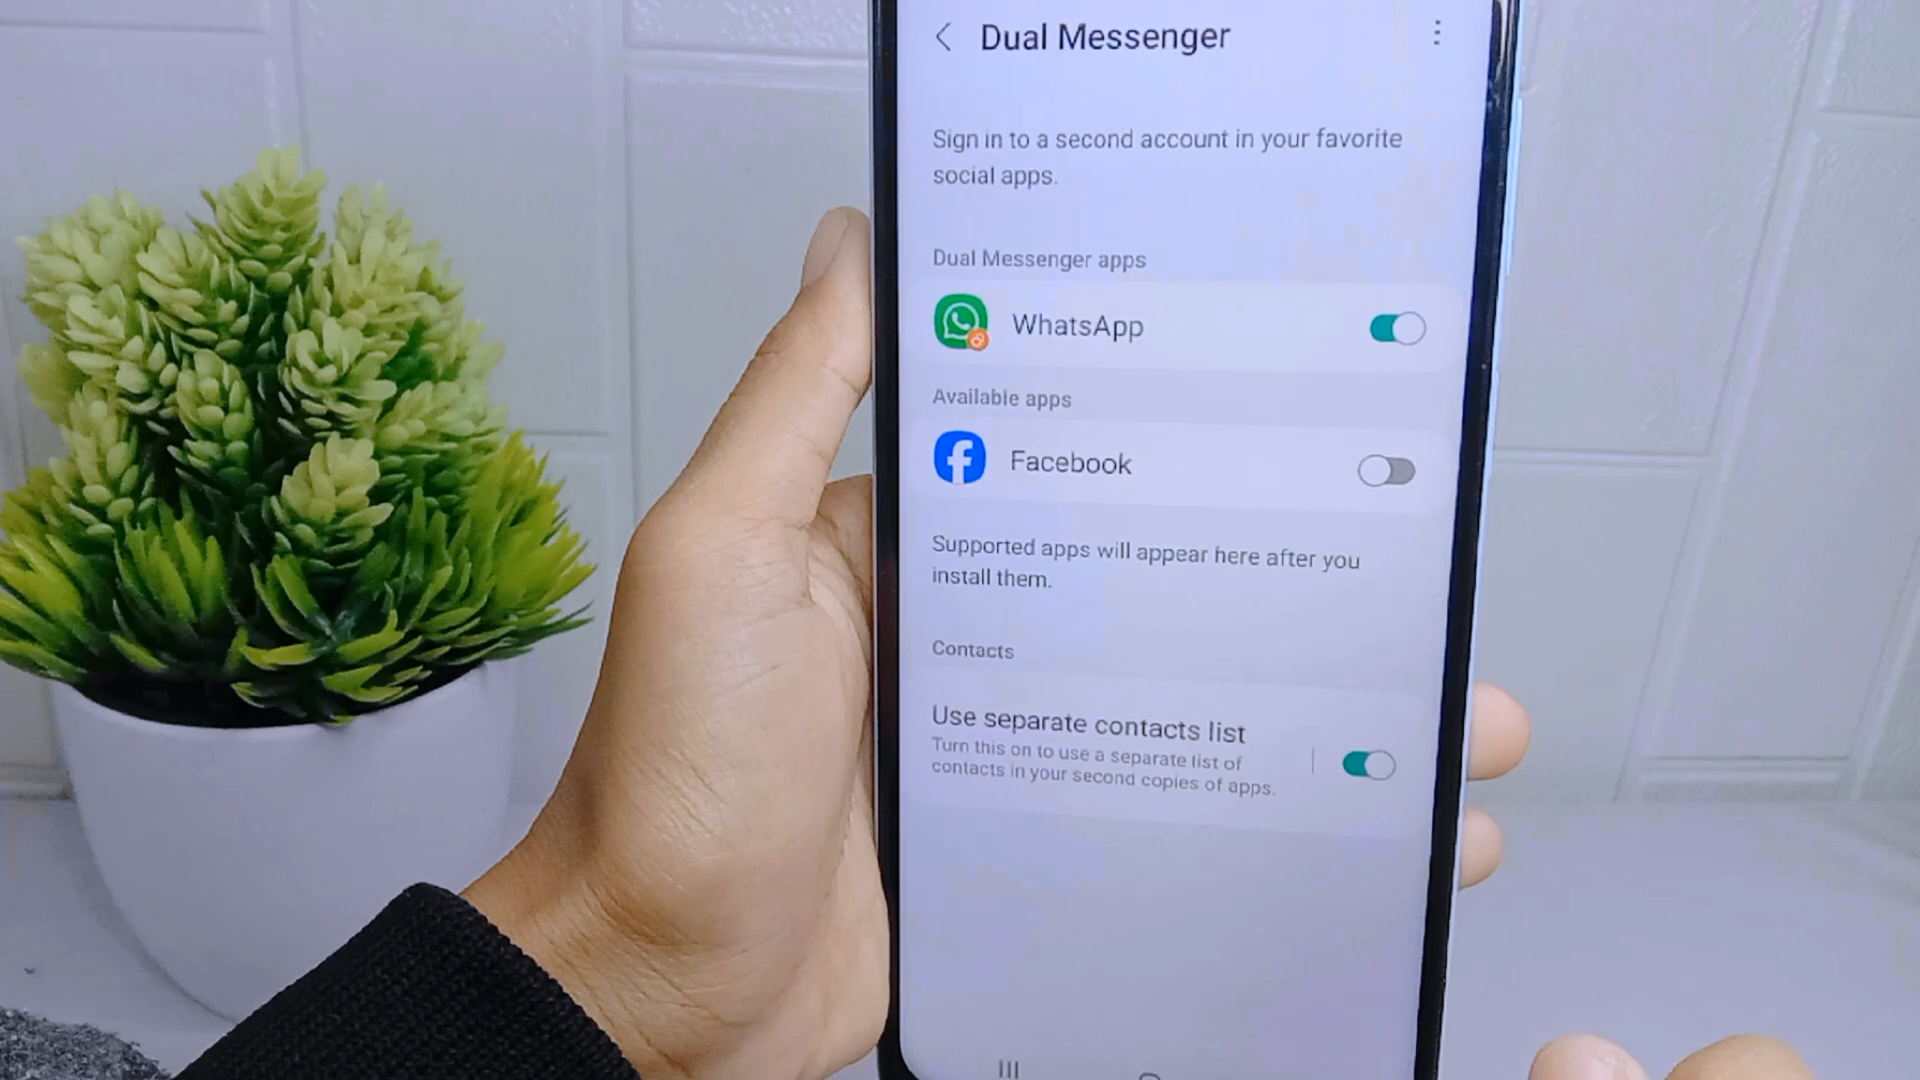 Dual Messenger
Sign in to a second account in your favorite
social apps.
Dual Messenger apps
WhatsApp
Available apps
Facebook
Supported apps will appear here after you
install them.
Contacts
Use separate contacts list
Turn this on to use a separate list of
contacts in your second copies of apps.